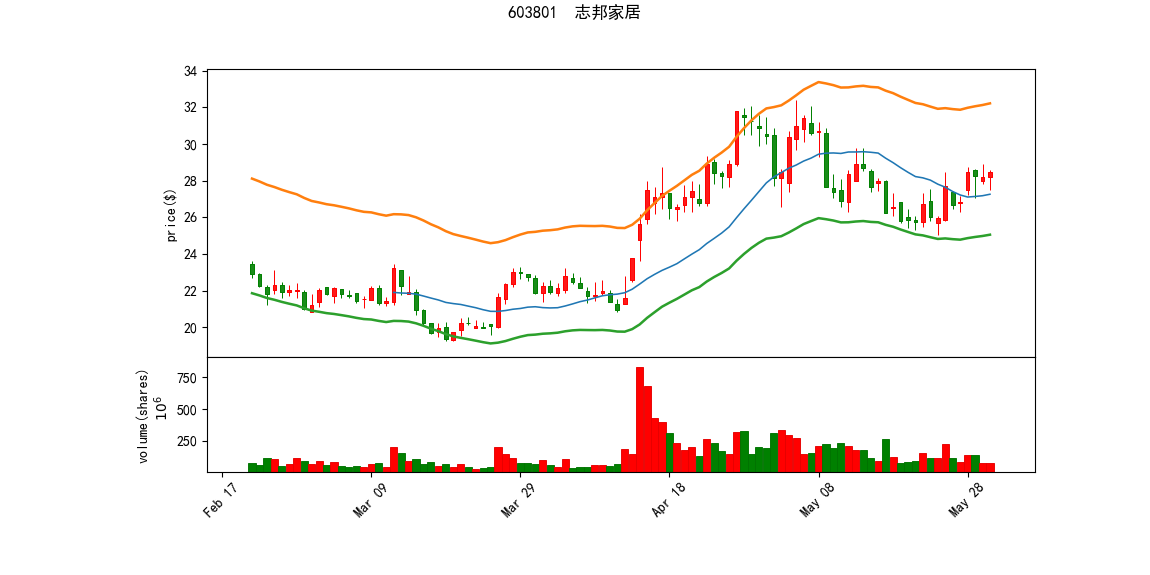 603801 志邦家居
price($)
34
32
30
28
26
24
22
20
volume(shares)
10^6
750
500
250
Feb 17
Mar 09
Mar 29
Apr 18
May 08
May 28